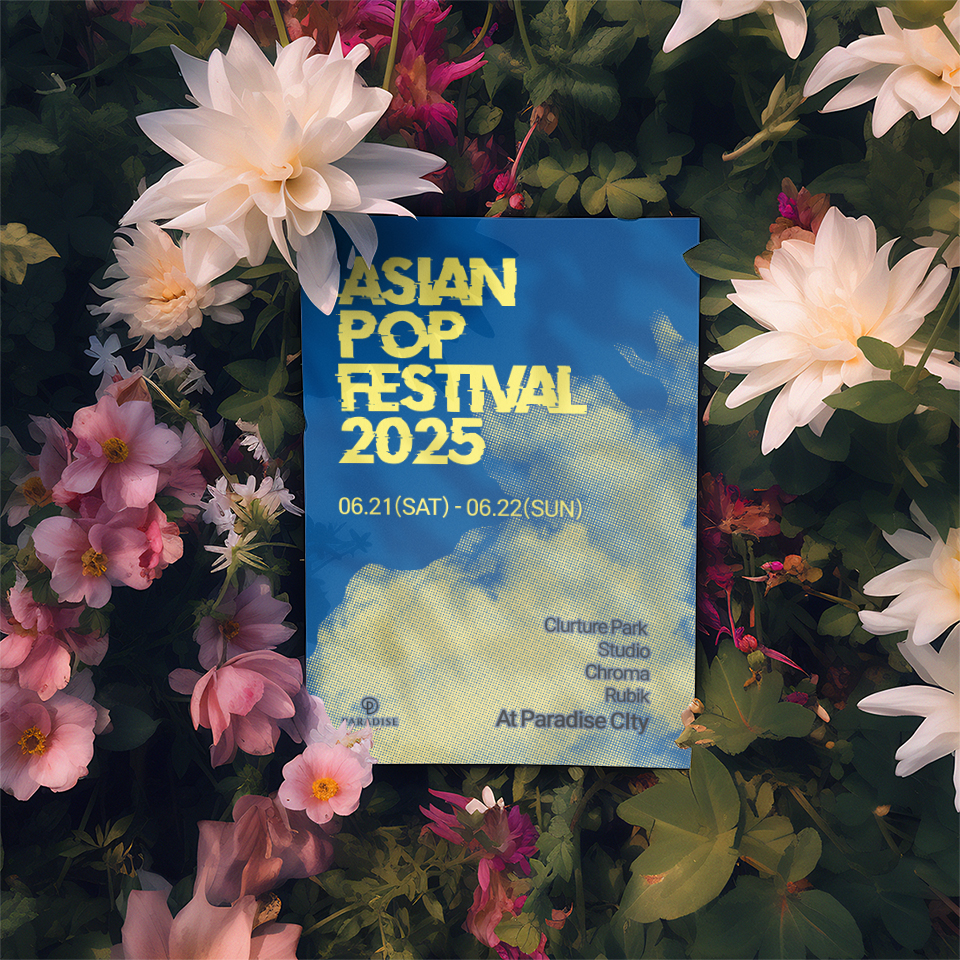 ASIAN
POP
FESTIVAL
2025
06.21(SAT) - 06.22(SUN)
Clurture Park
Studio
Chroma
Rubik
At Paradise CIty
PARADISE